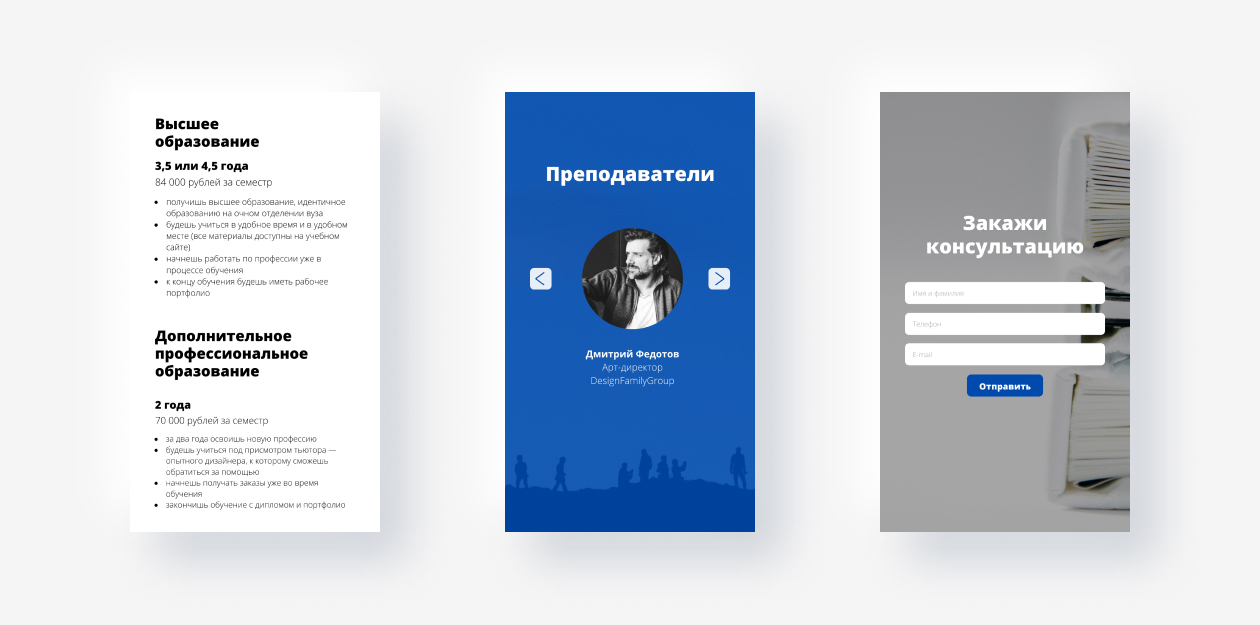 Высшее
образование
3,5 или 4,5 года
84 000 рублей за семестр
получишь высшее образование, идентичное
образованию на очном отделении вуза
будешь учиться в удобное время и в удобном
месте (все материалы доступны на учебном
сайте)
начнешь работать по профессии уже в
процессе обучения
к концу обучения будешь иметь рабочее
портфолио
Дополнительное
профессиональное
образование
2 года
70 000 рублей за семестр
за два года освоишь новую профессию
будешь учиться под присмотром тьютора —
опытного дизайнера, к которому сможешь
обратиться за помощью
начнешь получать заказы уже во время
обучения
закончишь обучение с дипломом и портфолио
Преподаватели
Дмитрий Федотов
Арт-директор
DesignFamilyGroup
Закажи
консультацию
Имя и фамилия
Телефон
E-mail
Отправить